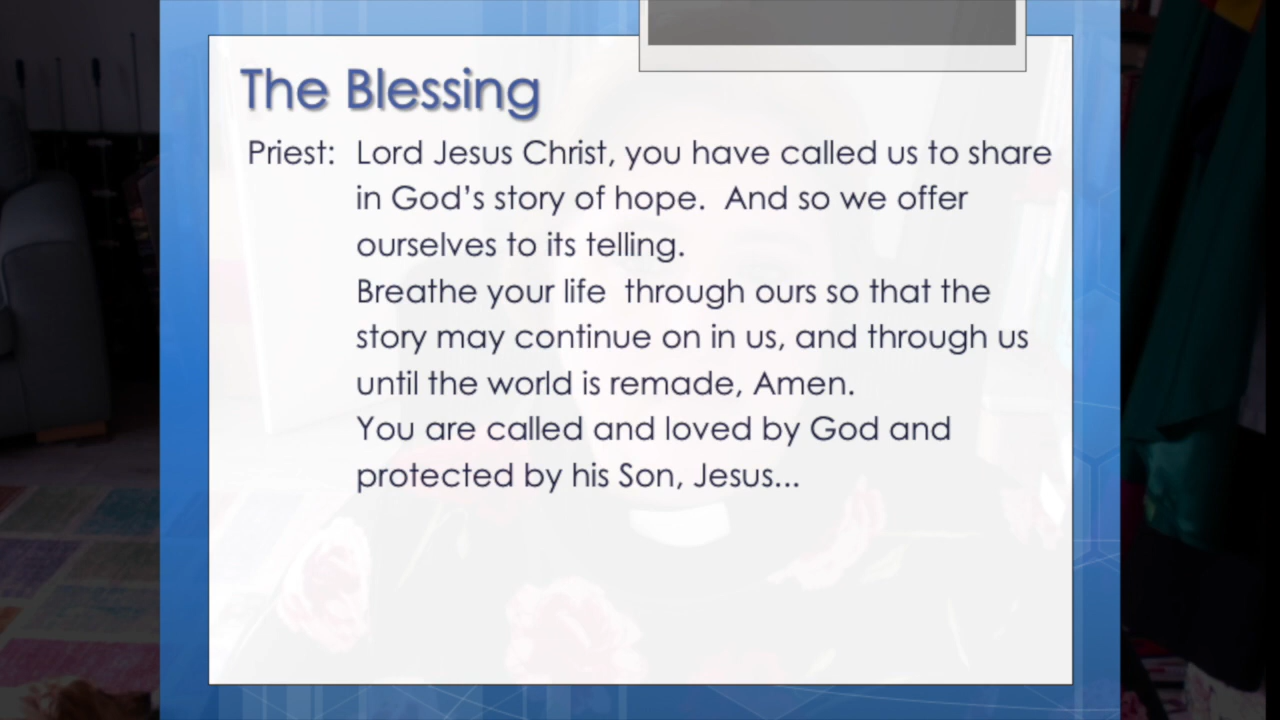 The Blessing
Priest: Lord Jesus Christ, you have called us to share
in God’s story of hope.  And so we offer
ourselves to its telling.
Breathe your life  through ours so that the
story may continue on in us, and through us
until the world is remade, Amen.
You are called and loved by God and
protected by his Son, Jesus...